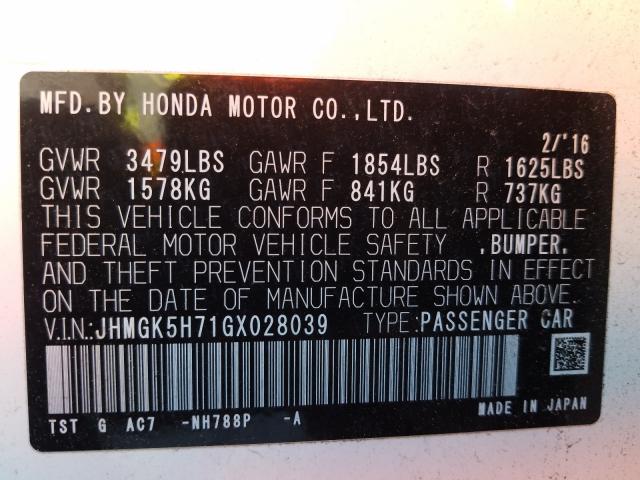 MFD.BY HONDA MOTOR CO.,LTD.
2/'16
GVWR 3479LBS GAWR F 1854LBS R 1625LBS
GVWR 1578KG GAWR F 841KG R 737KG
THIS VEHICLE CONFORMS TO ALL APPLICABLE
FEDERAL MOTOR VEHICLE SAFETY ,BUMPER,
AND THEFT PREVENTION STANDARDS IN EFFECT
ON THE DATE OF MANUFACTURE SHOWN ABOVE.
V.I.N.:JHMGK5H71GX028039 TYPE:PASSENGER CAR
TST G AC7 -NH788P -A
MADE IN JAPAN